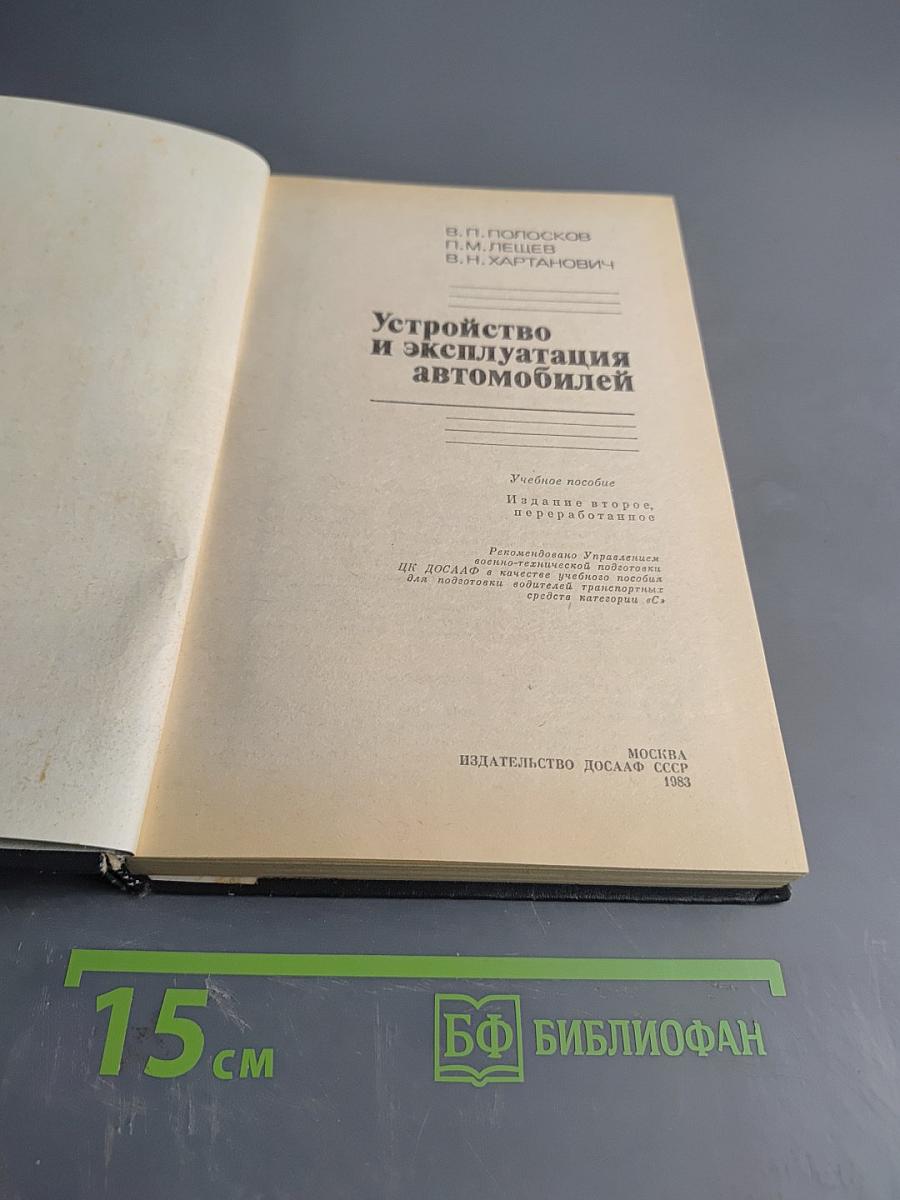 В. П. ПОЛОСКОВ
П. М. ЛЕЩЕВ
В. Н. ХАРТАНОВИЧ
Устройство
и эксплуатация
автомобилей
Учебное пособие
Издание второе,
переработанное
Рекомендовано Управлением
военно-технической подготовки
ЦК ДОСААФ в качестве учебного пособия
для подготовки водителей транспортных
средств категории «С»
МОСКВА
ИЗДАТЕЛЬСТВО ДОСААФ СССР
1983
15 см
БФ БИБЛИОФАН